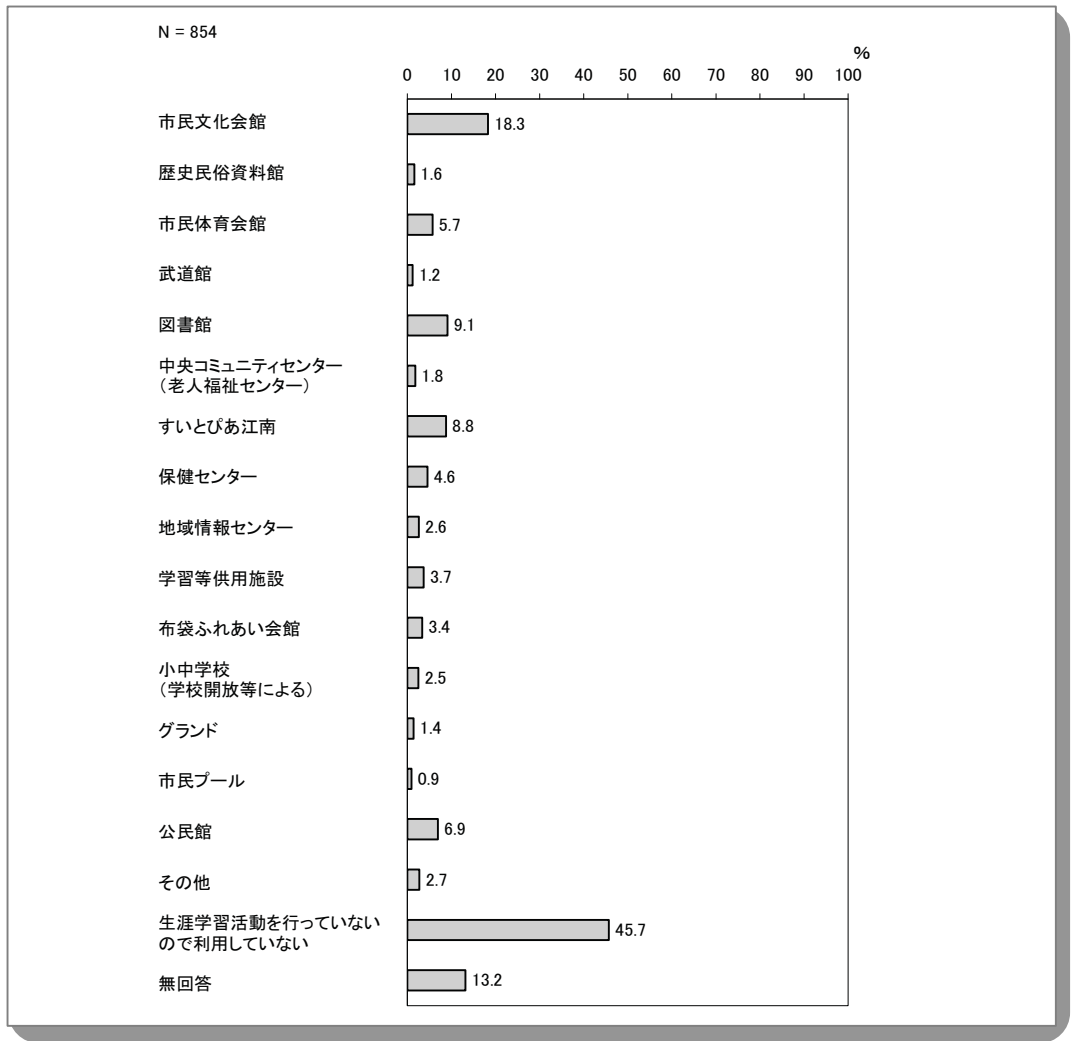 N = 854
%
0 10 20 30 40 50 60 70 80 90 100
市民文化会館 18.3
歴史民俗資料館 1.6
市民体育会館 5.7
武道館 1.2
図書館 9.1
中央コミュニティセンター
（老人福祉センター） 1.8
すいとぴあ江南 8.8
保健センター 4.6
地域情報センター 2.6
学習等供用施設 3.7
布袋ふれあい会館 3.4
小中学校
（学校開放等による） 2.5
グランド 1.4
市民プール 0.9
公民館 6.9
その他 2.7
生涯学習活動を行っていない
ので利用していない 45.7
無回答 13.2